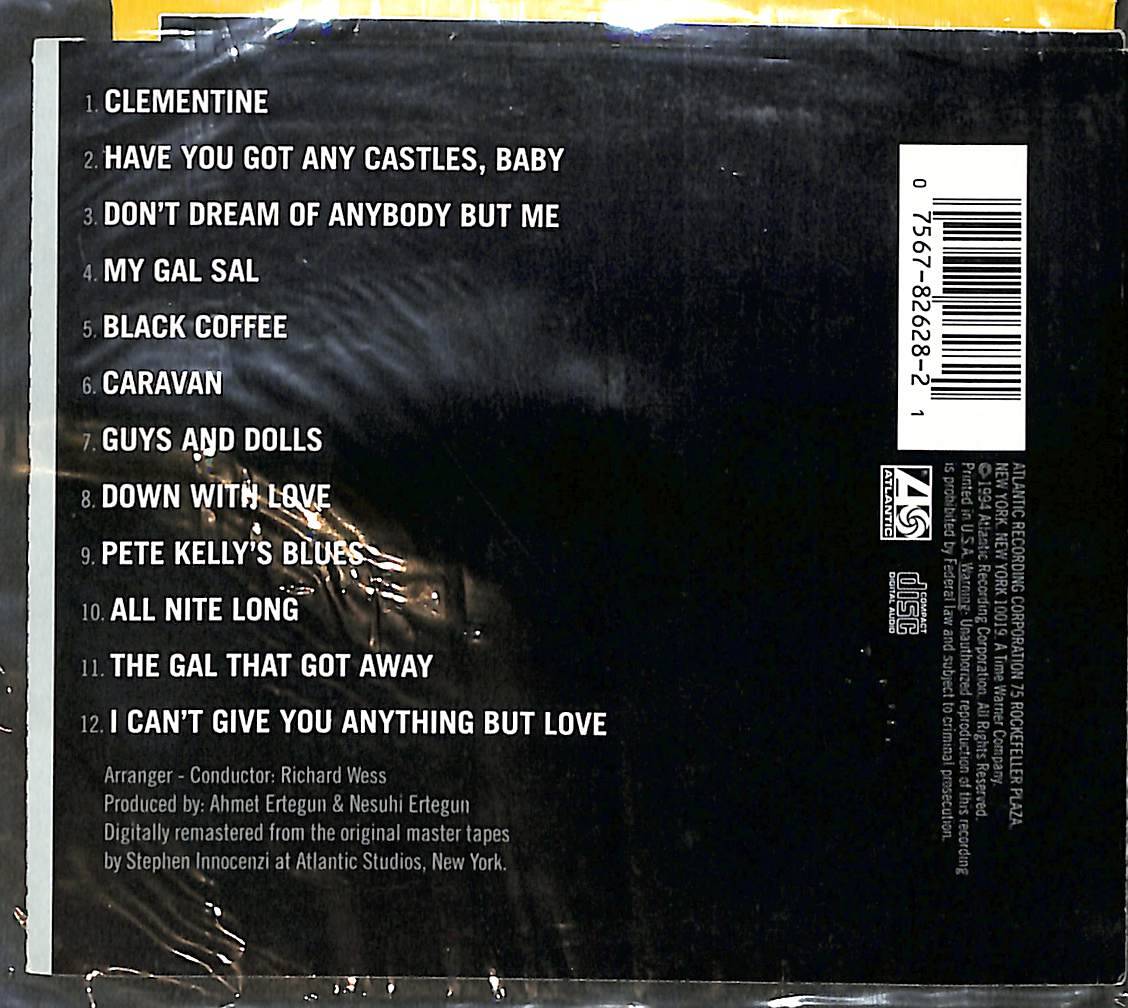 1. CLEMENTINE
2. HAVE YOU GOT ANY CASTLES, BABY
3. DON'T DREAM OF ANYBODY BUT ME
4. MY GAL SAL
5. BLACK COFFEE
6. CARAVAN
7. GUYS AND DOLLS
8. DOWN WITH LOVE
9. PETE KELLY'S BLUES
10. ALL NITE LONG
11. THE GAL THAT GOT AWAY
12. I CAN'T GIVE YOU ANYTHING BUT LOVE
Arranger - Conductor: Richard Wess
Produced by: Ahmet Ertegun & Nesuhi Ertegun
Digitally remastered from the original master tapes
by Stephen Innocenzi at Atlantic Studios, New York.
0 7567-82628-2 1
ATLANTIC
COMPACT
disc
DIGITAL AUDIO
ATLANTIC RECORDING CORPORATION 75 ROCKEFELLER PLAZA,
NEW YORK, NEW YORK 10019. A Time Warner Company.
©1994 Atlantic Recording Corporation. All Rights Reserved.
Printed in U.S.A. Warning: Unauthorized reproduction of this recording
is prohibited by Federal law and subject to criminal prosecution.